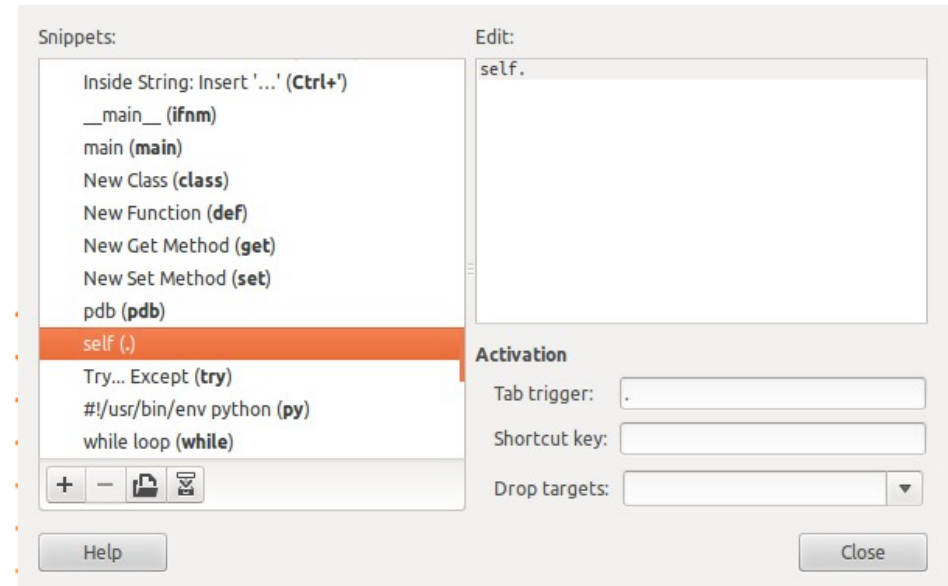 Snippets:
Inside String: Insert '…' (Ctrl+')
__main__ (ifnm)
main (main)
New Class (class)
New Function (def)
New Get Method (get)
New Set Method (set)
pdb (pdb)
self (.)
Try... Except (try)
#!/usr/bin/env python (py)
while loop (while)
Help
Edit:
self.
Activation
Tab trigger: .
Shortcut key:
Drop targets:
Close